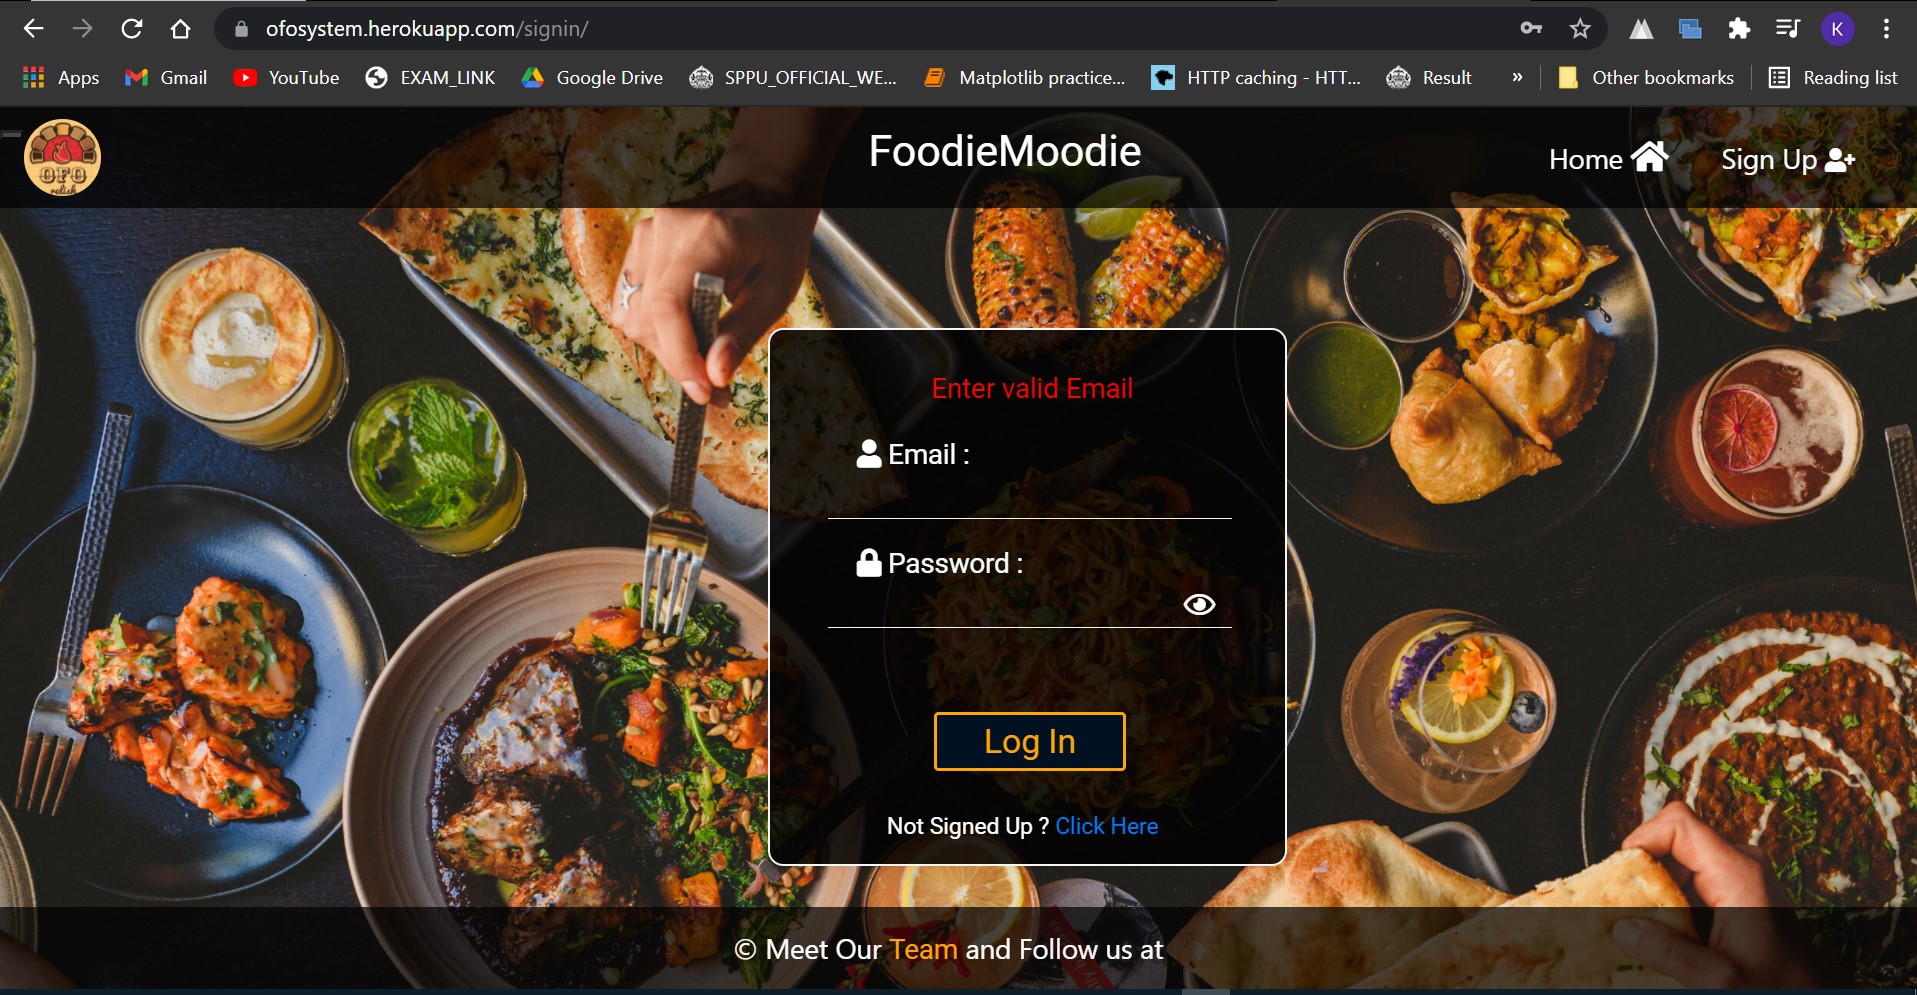 ofosystem.herokuapp.com/signin/
K
Apps
Gmail
YouTube
EXAM_LINK
Google Drive
SPPU_OFFICIAL_WE...
Matplotlib practice...
HTTP caching - HTT...
Result
»
Other bookmarks
Reading list
OFO
relish
FoodieMoodie
Home
Sign Up
Enter valid Email
Email :
Password :
Log In
Not Signed Up ? Click Here
© Meet Our Team and Follow us at